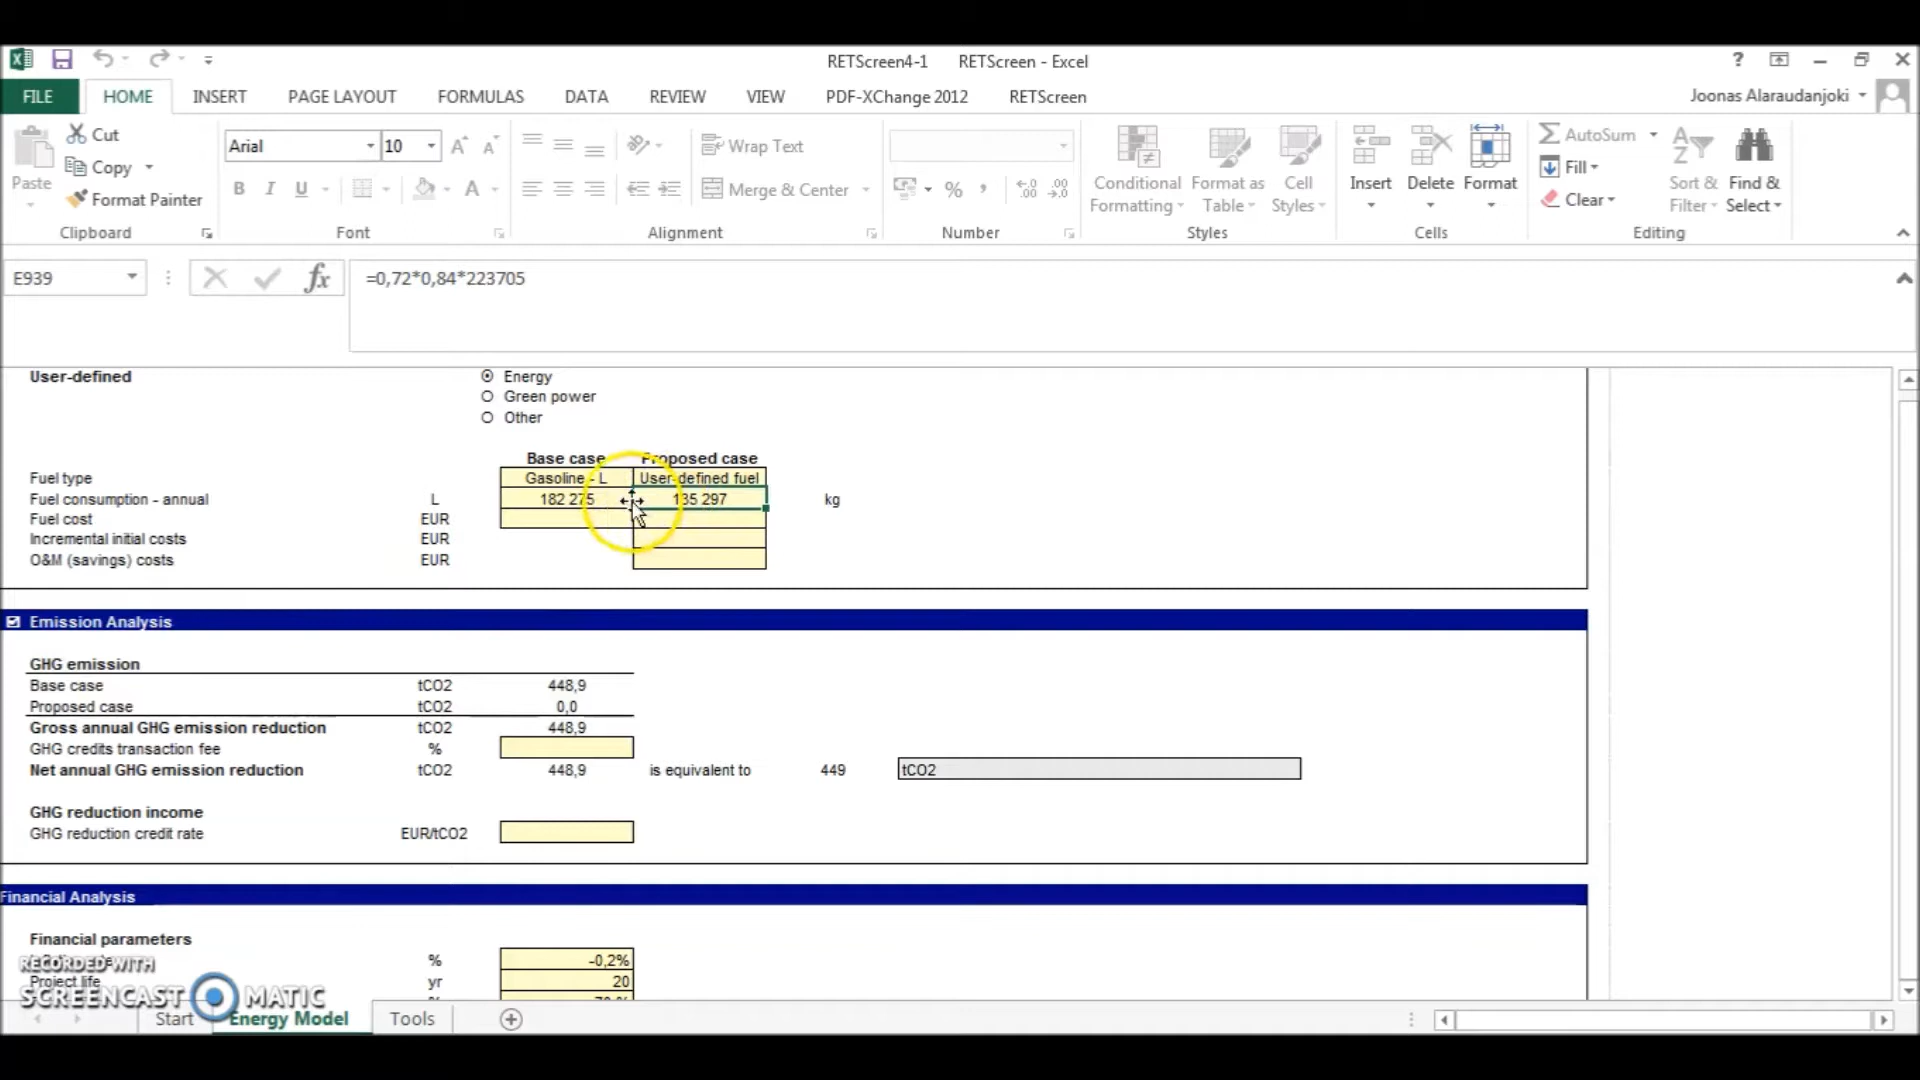 RETScreen4-1 RETScreen - Excel
?
FILE HOME INSERT PAGE LAYOUT FORMULAS DATA REVIEW VIEW PDF-XChange 2012 RETScreen Joonas Alaraudanjoki
Cut
Copy
Format Painter
Paste
Clipboard
Arial 10
B I U
Font
Wrap Text
Merge & Center
Alignment
%
Number
Conditional Formatting
Format as Table
Cell Styles
Styles
Insert Delete Format
Cells
AutoSum
Fill
Clear
Sort & Filter
Find & Select
Editing
E939 fx =0,72*0,84*223705
User-defined Energy
Green power
Other
Base case Proposed case
Fuel type Gasoline - L User-defined fuel
Fuel consumption - annual L 182 275 135 297 kg
Fuel cost EUR
Incremental initial costs EUR
O&M (savings) costs EUR
Emission Analysis
GHG emission
Base case tCO2 448,9
Proposed case tCO2 0,0
Gross annual GHG emission reduction tCO2 448,9
GHG credits transaction fee %
Net annual GHG emission reduction tCO2 448,9 is equivalent to 449 tCO2
GHG reduction income
GHG reduction credit rate EUR/tCO2
Financial Analysis
Financial parameters
% -0,2%
Project life yr 20
RECORDED WITH
SCREENCAST MATIC
Start Energy Model Tools